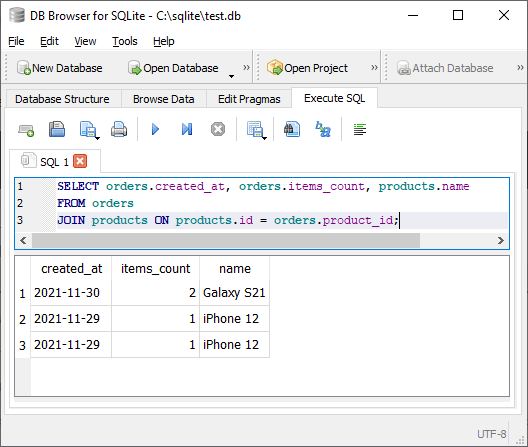 DB Browser for SQLite - C:\sqlite\test.db
File Edit View Tools Help
New Database Open Database » Open Project » Attach Database »
Database Structure Browse Data Edit Pragmas Execute SQL
SQL 1
1 SELECT orders.created_at, orders.items_count, products.name
2 FROM orders
3 JOIN products ON products.id = orders.product_id;
created_at items_count name
1 2021-11-30 2 Galaxy S21
2 2021-11-29 1 iPhone 12
3 2021-11-29 1 iPhone 12
UTF-8